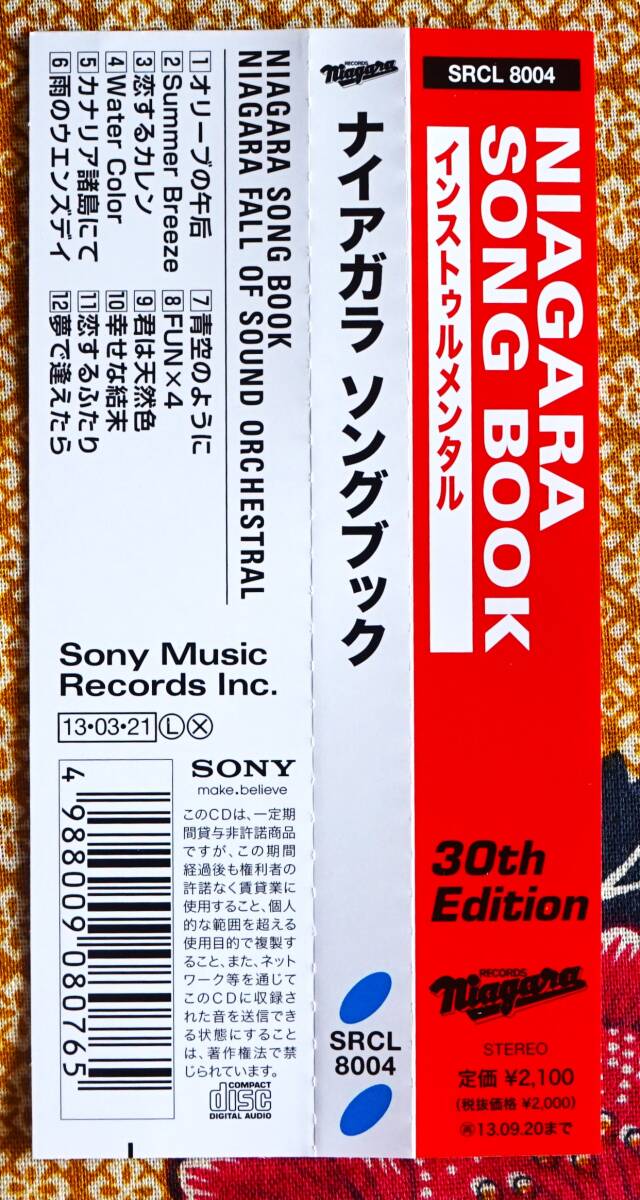 SRCL 8004
NIAGARA
SONG BOOK
インストゥルメンタル
30th
Edition
RECORDS
Niagara
STEREO
定価 ¥2,100
(税抜価格 ¥2,000)
㊢13.09.20まで
RECORDS
Niagara
ナイアガラ ソングブック
SRCL
8004
NIAGARA SONG BOOK
NIAGARA FALL OF SOUND ORCHESTRAL
1オリーブの午后
2Summer Breeze
3恋するカレン
4Water Color
5カナリア諸島にて
6雨のウエンズデイ
7青空のように
8FUN×4
9君は天然色
10幸せな結末
11恋するふたり
12夢で逢えたら
Sony Music
Records Inc.
13•03•21ⓁⓍ
4 988009 080765
SONY
make.believe
このCDは、一定期
間貸与非許諾商品
ですが、この期間
経過後も権利者の
許諾なく賃貸業に
使用すること、個人
的な範囲を超える
使用目的で複製す
ること、また、ネット
ワーク等を通じて
このCDに収録さ
れた音を送信でき
る状態にすること
は、著作権法で禁
じられています。
COMPACT
disc
DIGITAL AUDIO